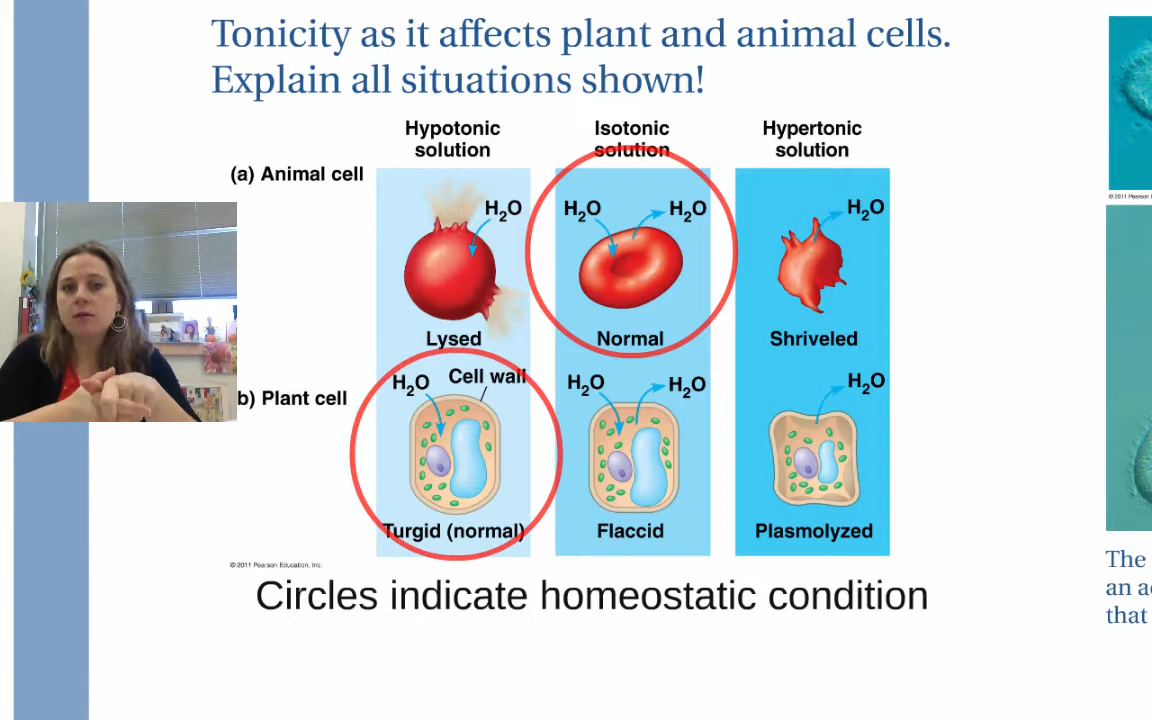 Tonicity as it affects plant and animal cells.
Explain all situations shown!
Hypotonic
solution
Isotonic
solution
Hypertonic
solution
(a) Animal cell
H2O
H2O
H2O
H2O
Lysed
Normal
Shriveled
b) Plant cell
H2O
Cell wall
H2O
H2O
H2O
Turgid (normal)
Flaccid
Plasmolyzed
© 2011 Pearson Education, Inc.
Circles indicate homeostatic condition
© 2011 Pearson
The
an
that